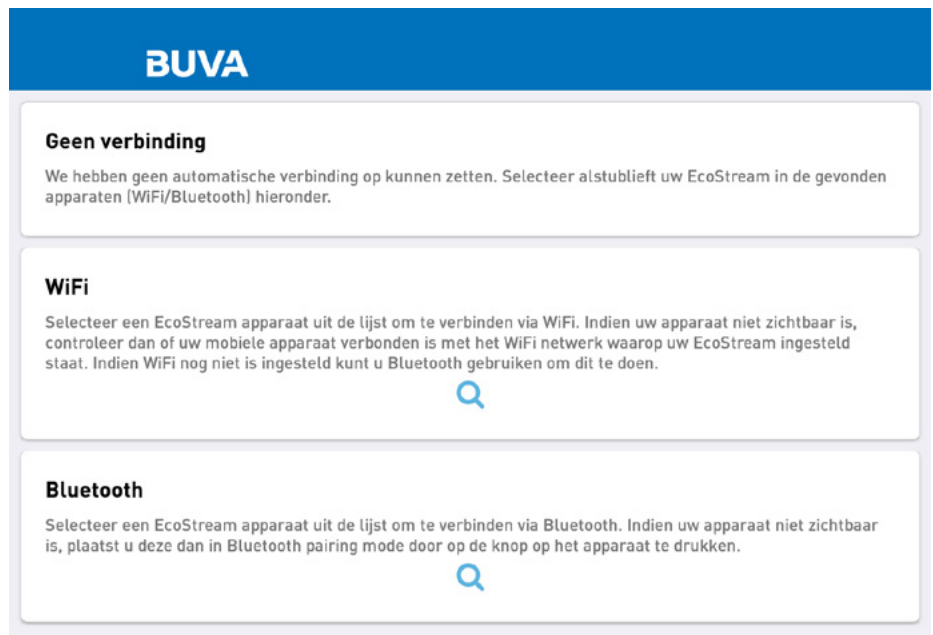 BUVA
Geen verbinding
We hebben geen automatische verbinding op kunnen zetten. Selecteer alstublieft uw EcoStream in de gevonden
apparaten (WiFi/Bluetooth) hieronder.
WiFi
Selecteer een EcoStream apparaat uit de lijst om te verbinden via WiFi. Indien uw apparaat niet zichtbaar is,
controleer dan of uw mobiele apparaat verbonden is met het WiFi netwerk waarop uw EcoStream ingesteld
staat. Indien WiFi nog niet is ingesteld kunt u Bluetooth gebruiken om dit te doen.
Bluetooth
Selecteer een EcoStream apparaat uit de lijst om te verbinden via Bluetooth. Indien uw apparaat niet zichtbaar
is, plaatst u deze dan in Bluetooth pairing mode door op de knop op het apparaat te drukken.